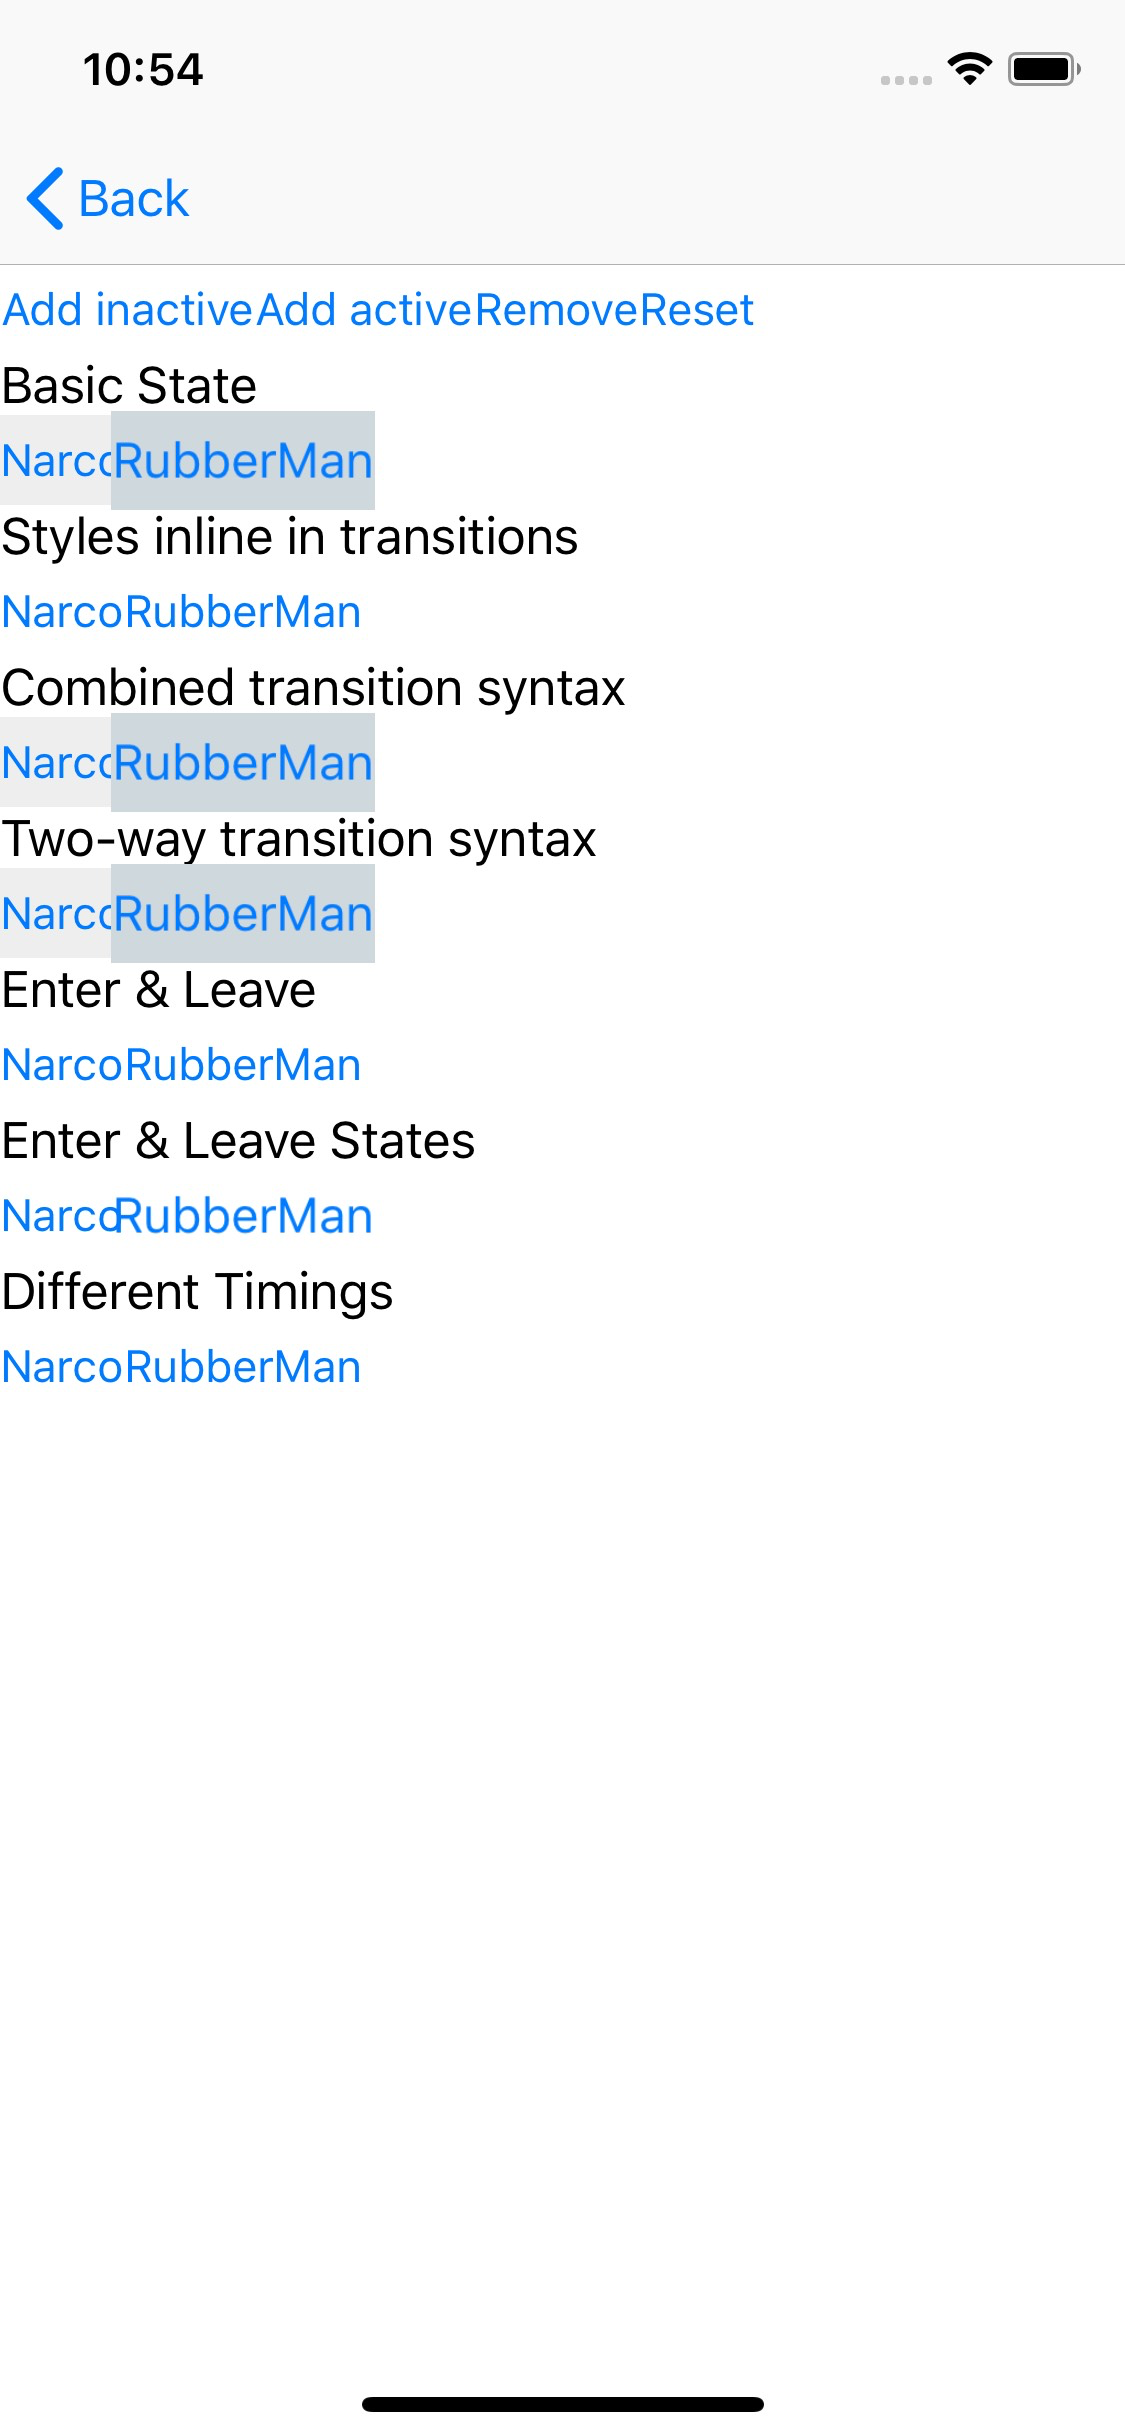 10:54
Back
Add inactiveAdd activeRemoveReset
Basic State
NarcoRubberMan
Styles inline in transitions
NarcoRubberMan
Combined transition syntax
NarcoRubberMan
Two-way transition syntax
NarcoRubberMan
Enter & Leave
NarcoRubberMan
Enter & Leave States
NarcoRubberMan
Different Timings
NarcoRubberMan